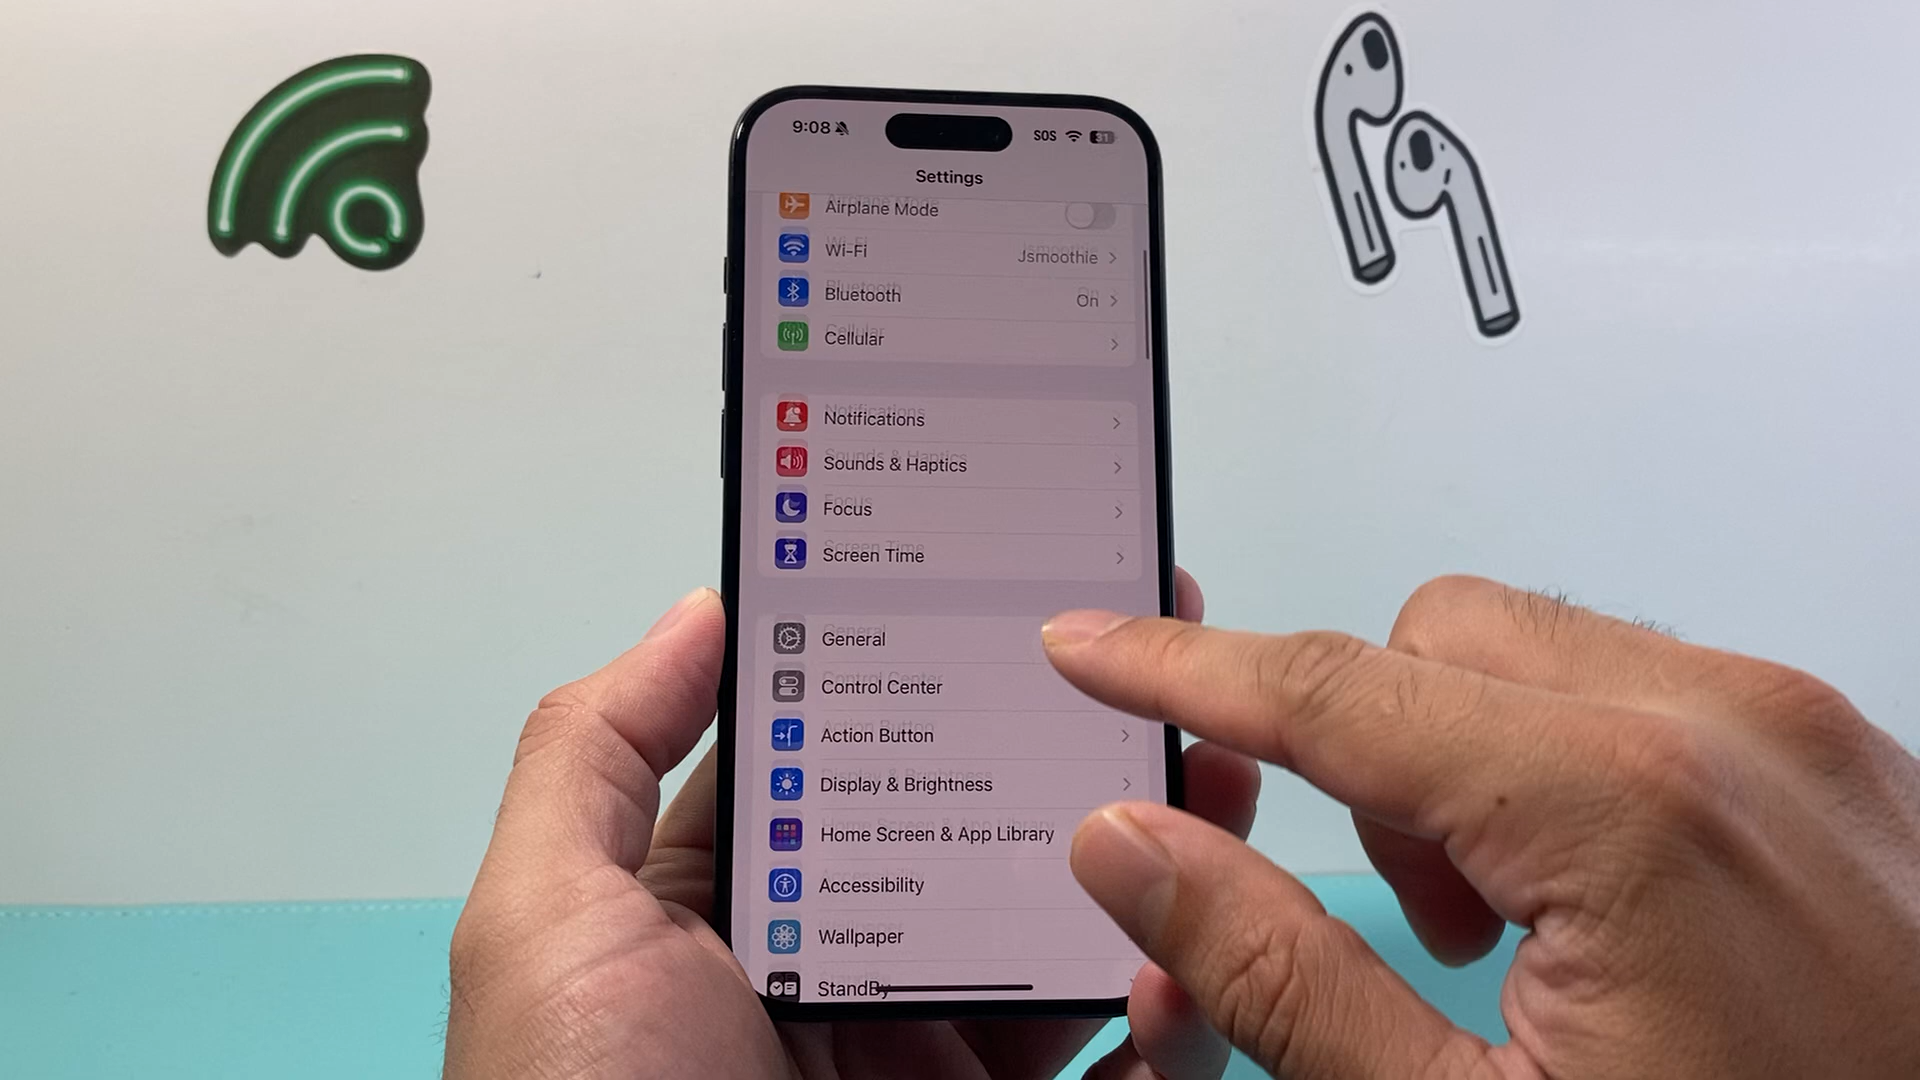 9:08 SOS 31
Settings
Airplane Mode
Wi-Fi Jsmoothie
Bluetooth On
Cellular
Notifications
Sounds & Haptics
Focus
Screen Time
General
Control Center
Action Button
Display & Brightness
Home Screen & App Library
Accessibility
Wallpaper
StandBy